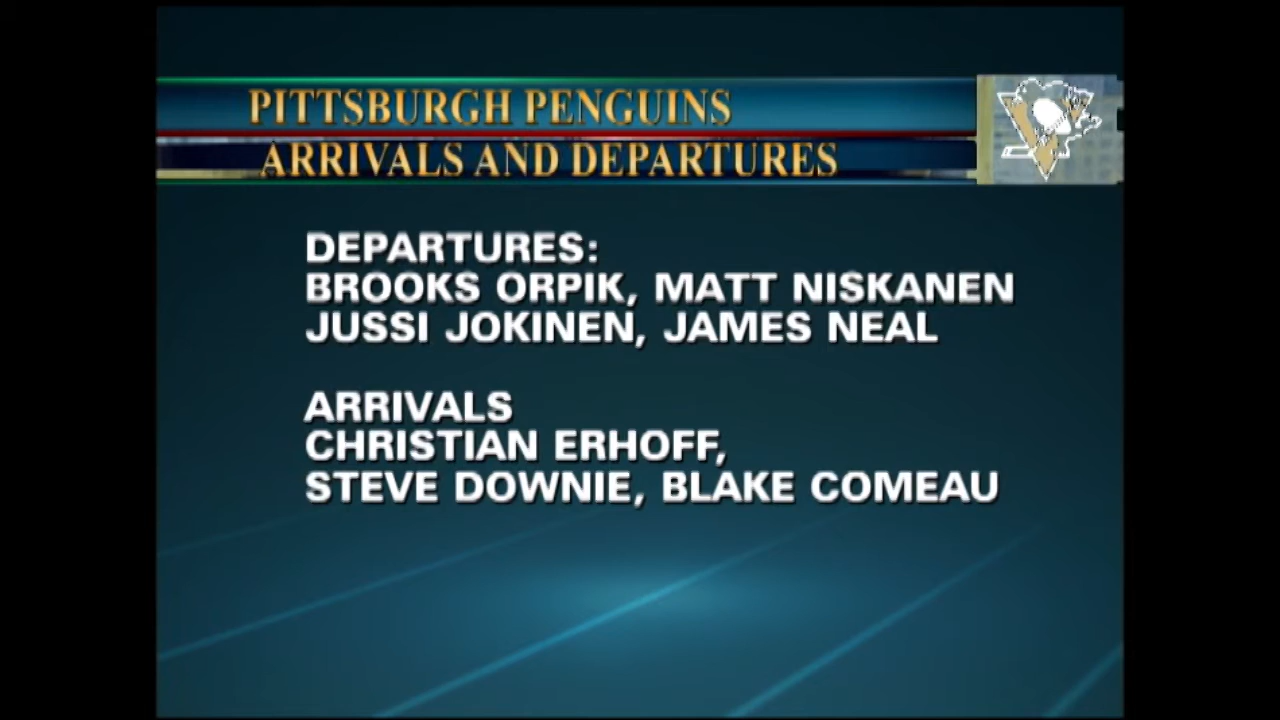 PITTSBURGH PENGUINS
ARRIVALS AND DEPARTURES
DEPARTURES:
BROOKS ORPIK, MATT NISKANEN
JUSSI JOKINEN, JAMES NEAL
ARRIVALS
CHRISTIAN ERHOFF,
STEVE DOWNIE, BLAKE COMEAU